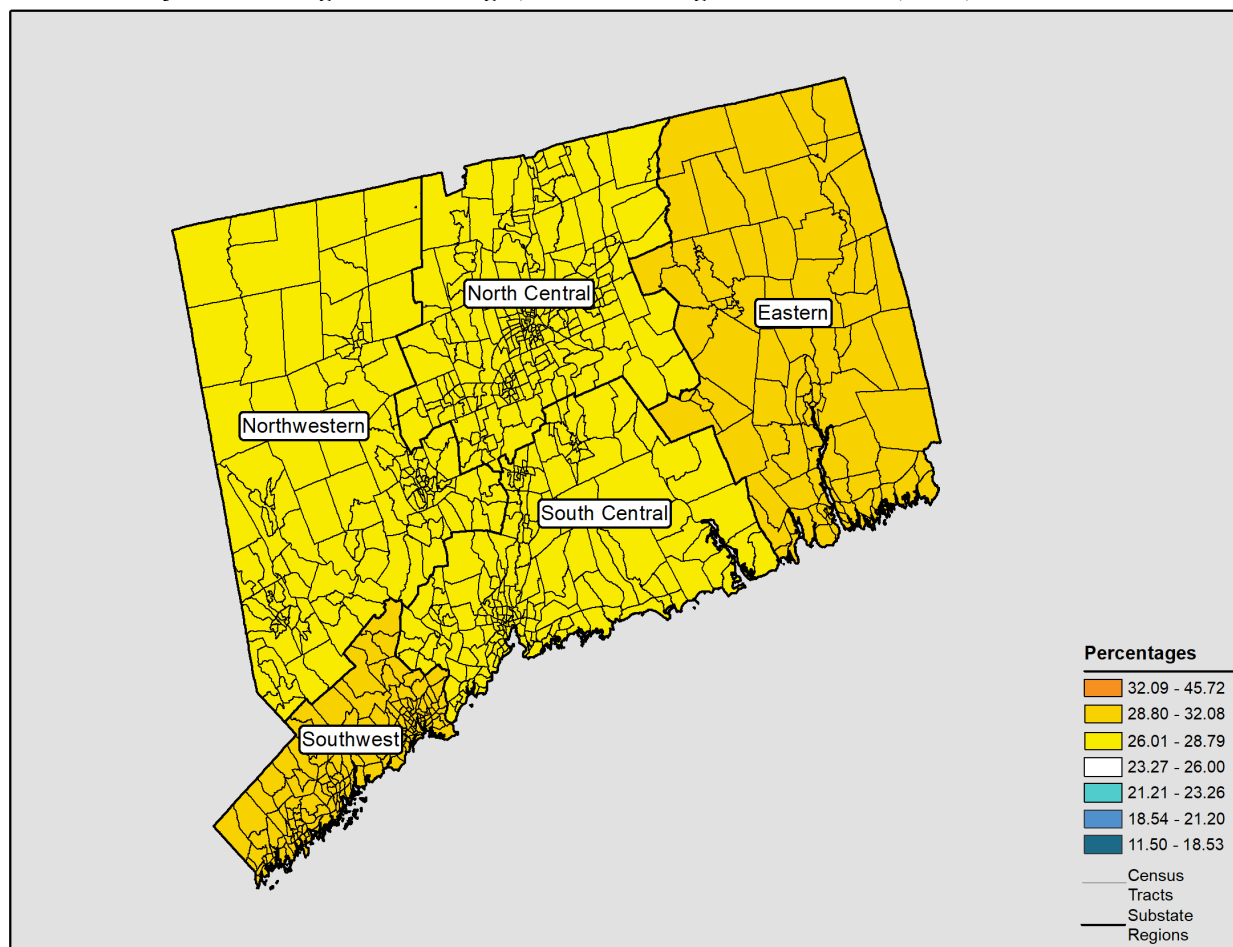 North Central
Eastern
Northwestern
South Central
Southwest
Percentages
32.09 - 45.72
28.80 - 32.08
26.01 - 28.79
23.27 - 26.00
21.21 - 23.26
18.54 - 21.20
11.50 - 18.53
Census
Tracts
Substate
Regions